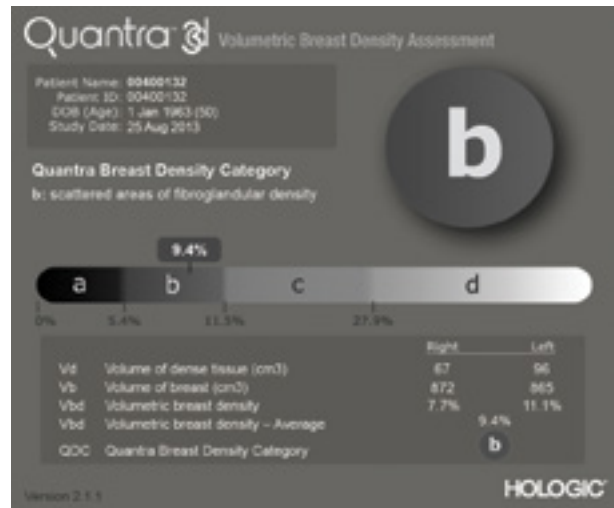 Quantra 3d Volumetric Breast Density Assessment
Patient Name: 00400132
Patient ID: 00400132
DOB (Age): 1 Jan 1963 (50)
Study Date: 25 Aug 2013
b
Quantra Breast Density Category
b: scattered areas of fibroglandular density
9.4%
a b c d
0% 5.4% 11.5% 27.9%
Right Left
Vd Volume of dense tissue (cm3) 67 96
Vb Volume of breast (cm3) 872 865
Vbd Volumetric breast density 7.7% 11.1%
Vbd Volumetric breast density – Average 9.4%
QDC Quantra Breast Density Category b
Version 2.1.1
HOLOGIC